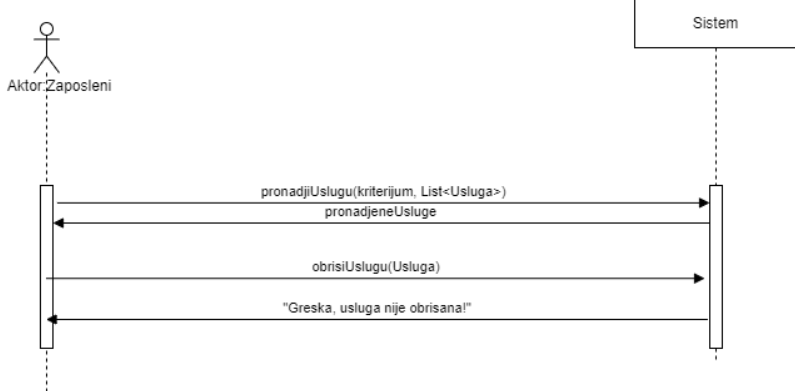 Sistem
Aktor:Zaposleni
pronadjiUslugu(kriterijum, List<Usluga>)
pronadjeneUsluge
obrisiUslugu(Usluga)
"Greska, usluga nije obrisana!"